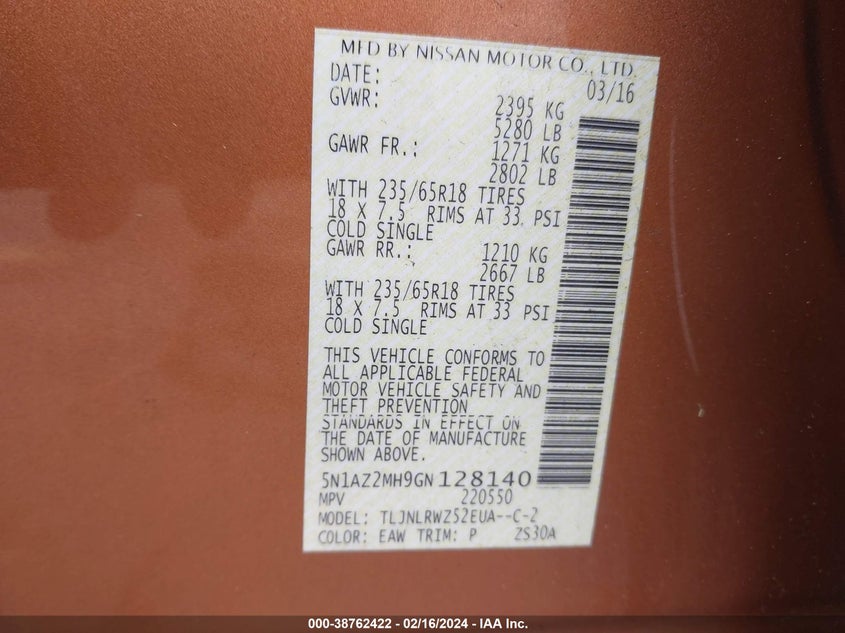 MFD BY NISSAN MOTOR CO., LTD.
DATE: 03/16
GVWR: 2395 KG
5280 LB
GAWR FR.: 1271 KG
2802 LB
WITH 235/65R18 TIRES
18 X 7.5 RIMS AT 33 PSI
COLD SINGLE
GAWR RR.: 1210 KG
2667 LB
WITH 235/65R18 TIRES
18 X 7.5 RIMS AT 33 PSI
COLD SINGLE
THIS VEHICLE CONFORMS TO
ALL APPLICABLE FEDERAL
MOTOR VEHICLE SAFETY AND
THEFT PREVENTION
STANDARDS IN EFFECT ON
THE DATE OF MANUFACTURE
SHOWN ABOVE.
5N1AZ2MH9GN128140
MPV 220550
MODEL: TLJNLRWZ52EUA--C-2
COLOR: EAW TRIM: P ZS30A
000-38762422 - 02/16/2024 - IAA Inc.